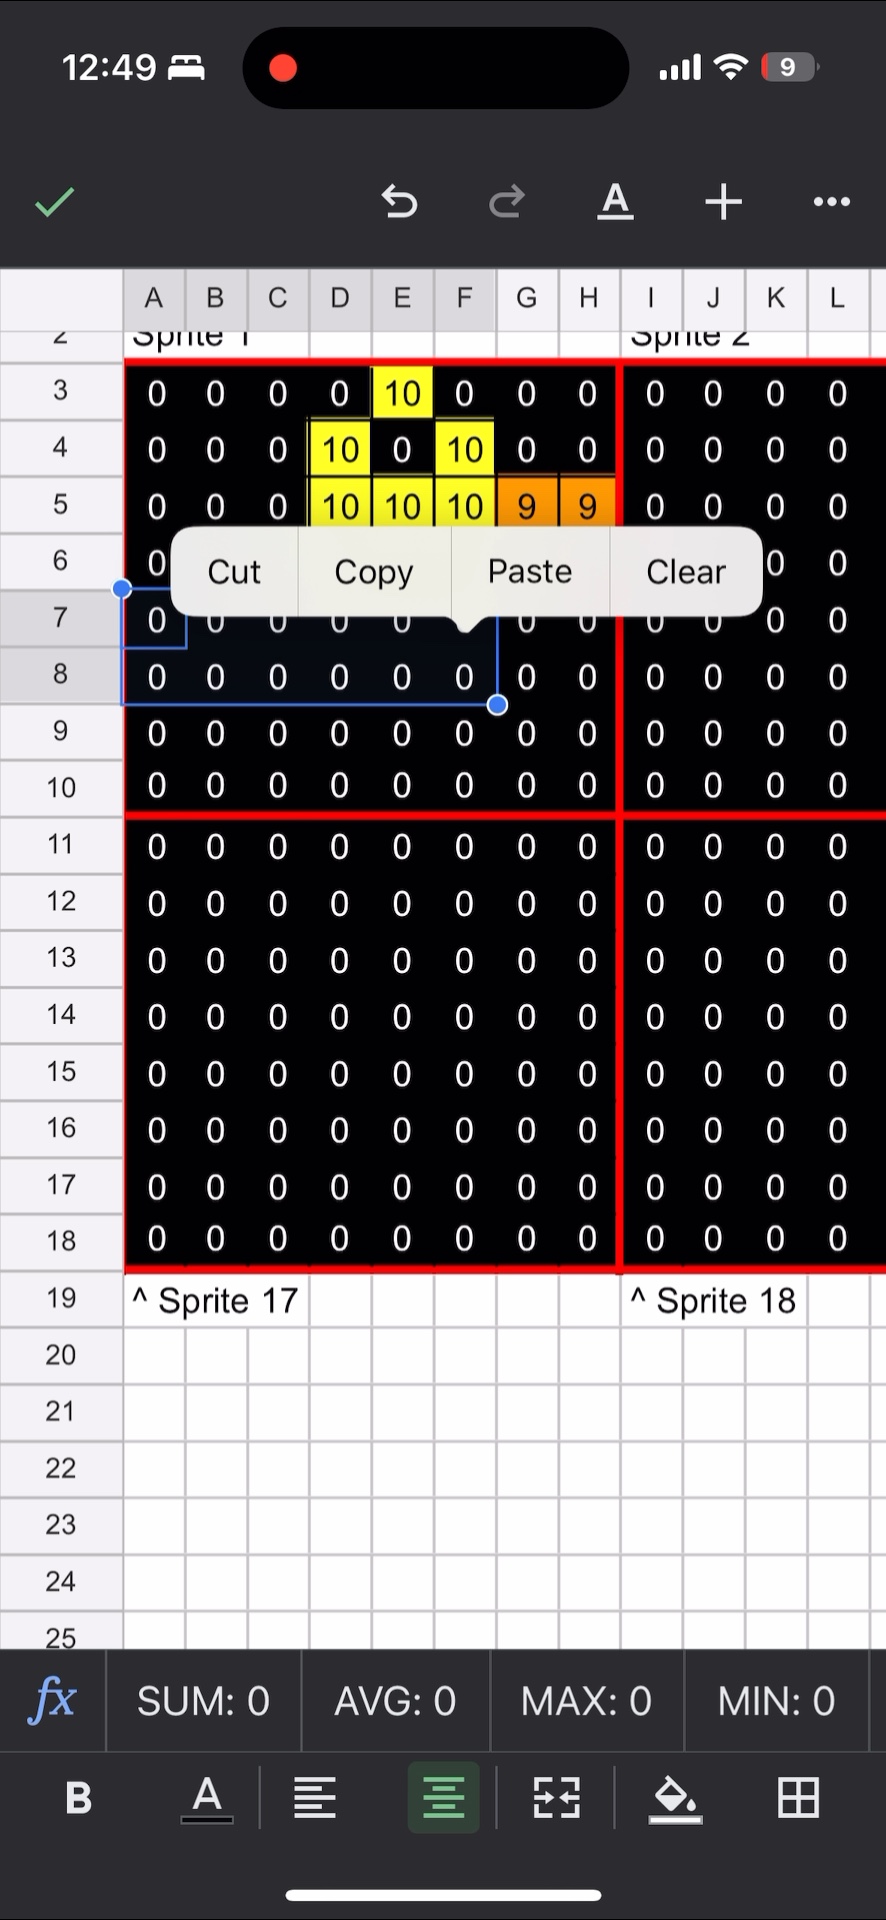 12:49 9
A
A B C D E F G H I J K L
2 Sprite 1 Sprite 2
3 0 0 0 0 10 0 0 0 0 0 0 0
4 0 0 0 10 0 10 0 0 0 0 0 0
5 0 0 0 10 10 10 9 9 0 0 0 0
6 0 0 0
Cut Copy Paste Clear
7 0 0 0 0 0 0 0 0 0 0 0
8 0 0 0 0 0 0 0 0 0 0 0 0
9 0 0 0 0 0 0 0 0 0 0 0 0
10 0 0 0 0 0 0 0 0 0 0 0 0
11 0 0 0 0 0 0 0 0 0 0 0 0
12 0 0 0 0 0 0 0 0 0 0 0 0
13 0 0 0 0 0 0 0 0 0 0 0 0
14 0 0 0 0 0 0 0 0 0 0 0 0
15 0 0 0 0 0 0 0 0 0 0 0 0
16 0 0 0 0 0 0 0 0 0 0 0 0
17 0 0 0 0 0 0 0 0 0 0 0 0
18 0 0 0 0 0 0 0 0 0 0 0 0
19 ^ Sprite 17 ^ Sprite 18
20
21
22
23
24
25
fx SUM: 0 AVG: 0 MAX: 0 MIN: 0
B A